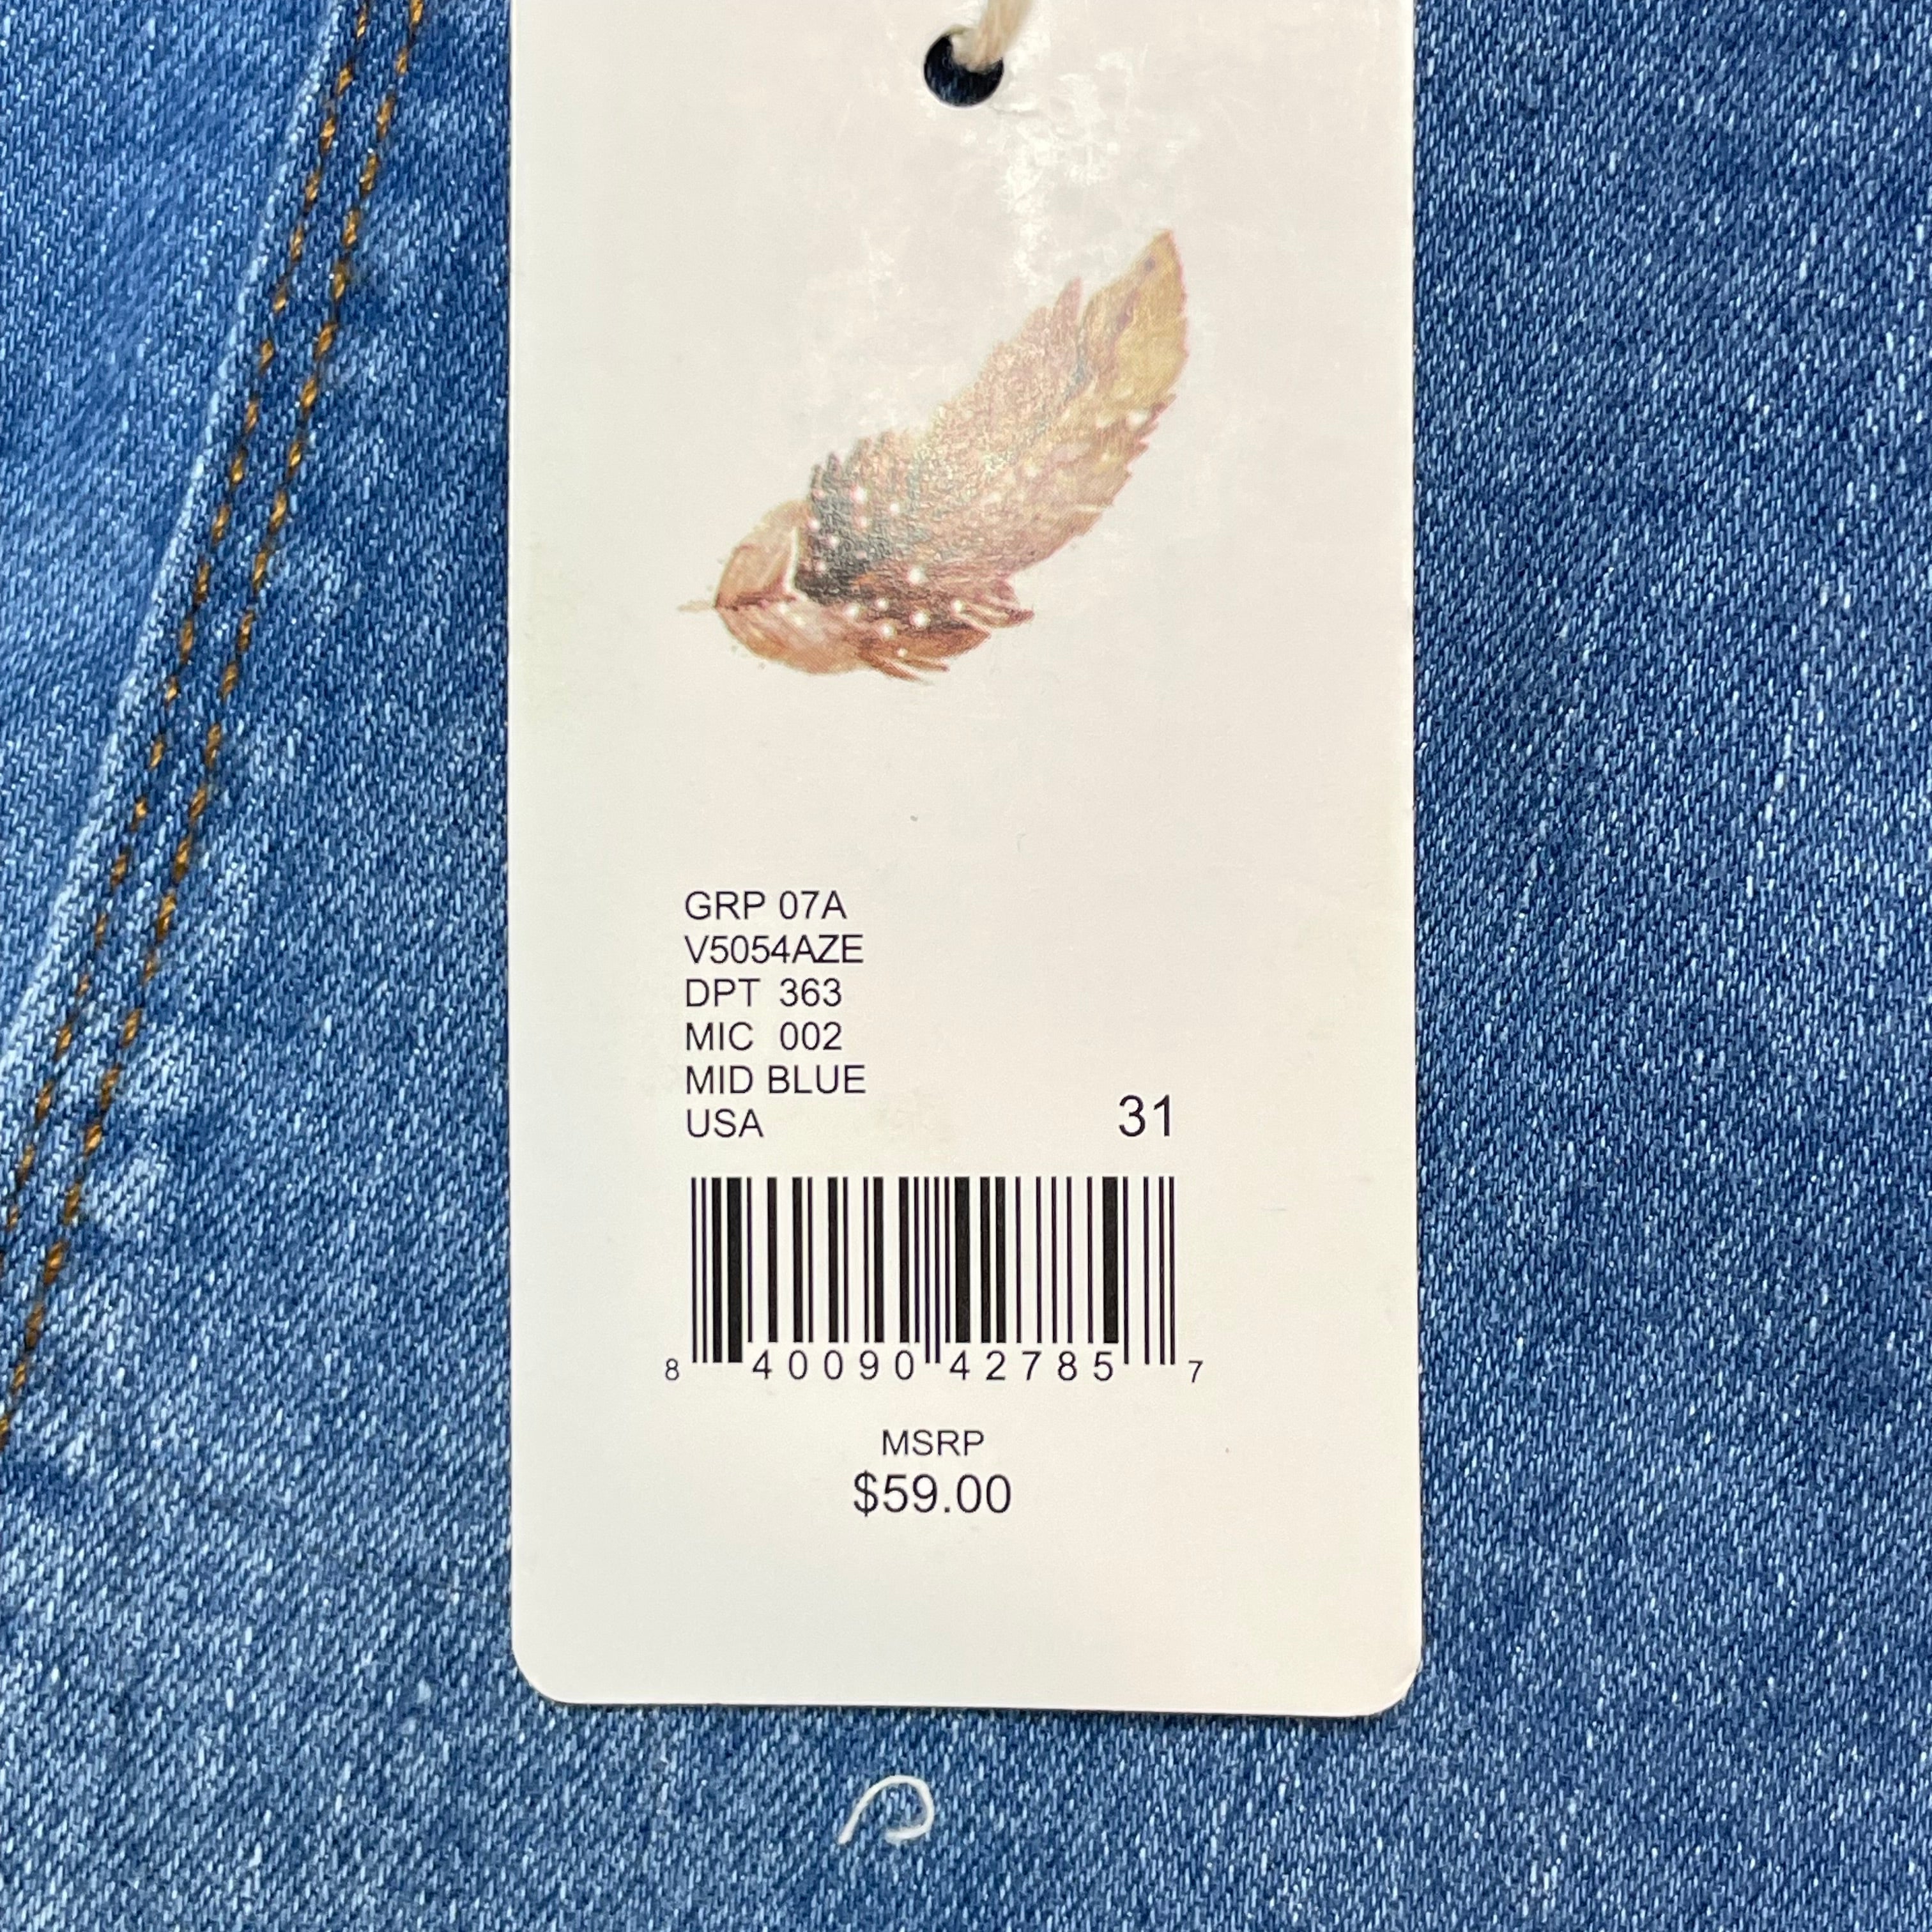 GRP 07A
V5054AZE
DPT 363
MIC 002
MID BLUE
USA
31
8 40090 42785 7
MSRP
$59.00